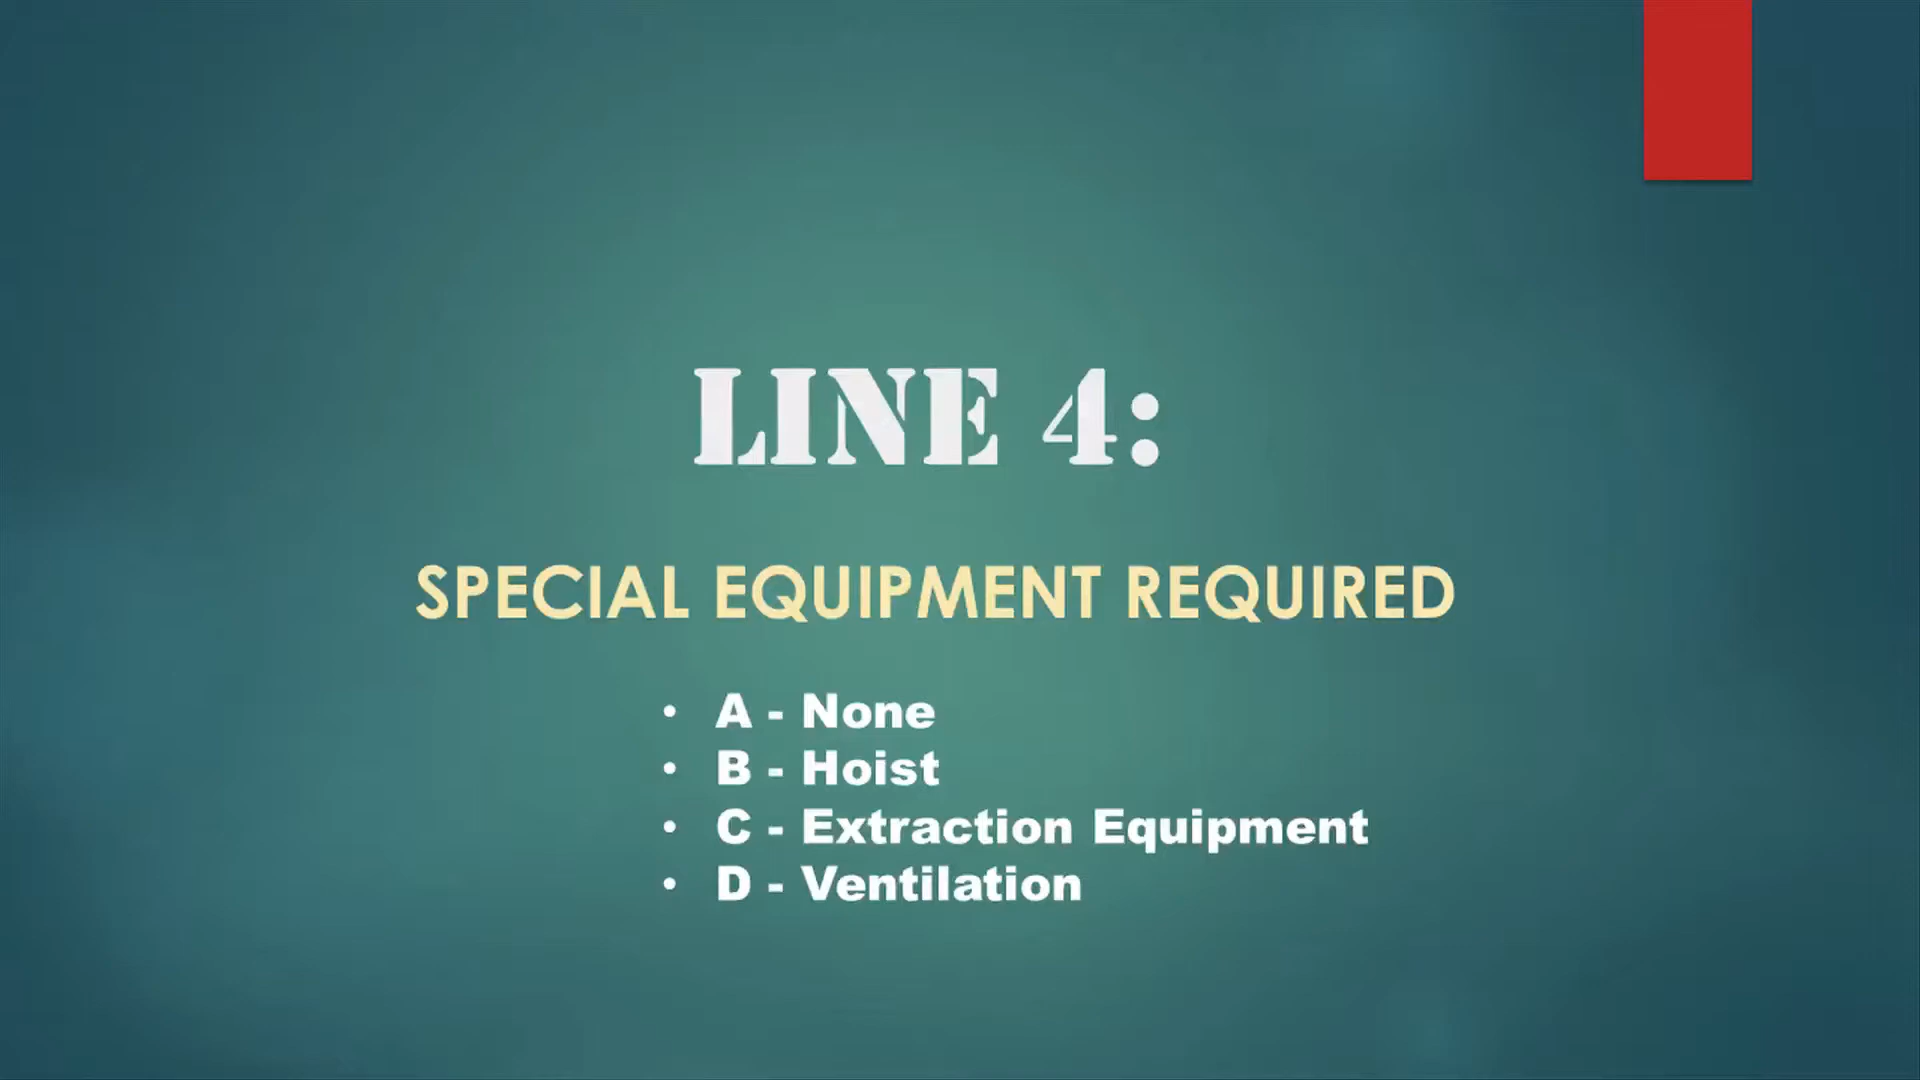 LINE 4:
SPECIAL EQUIPMENT REQUIRED
• A - None
• B - Hoist
• C - Extraction Equipment
• D - Ventilation